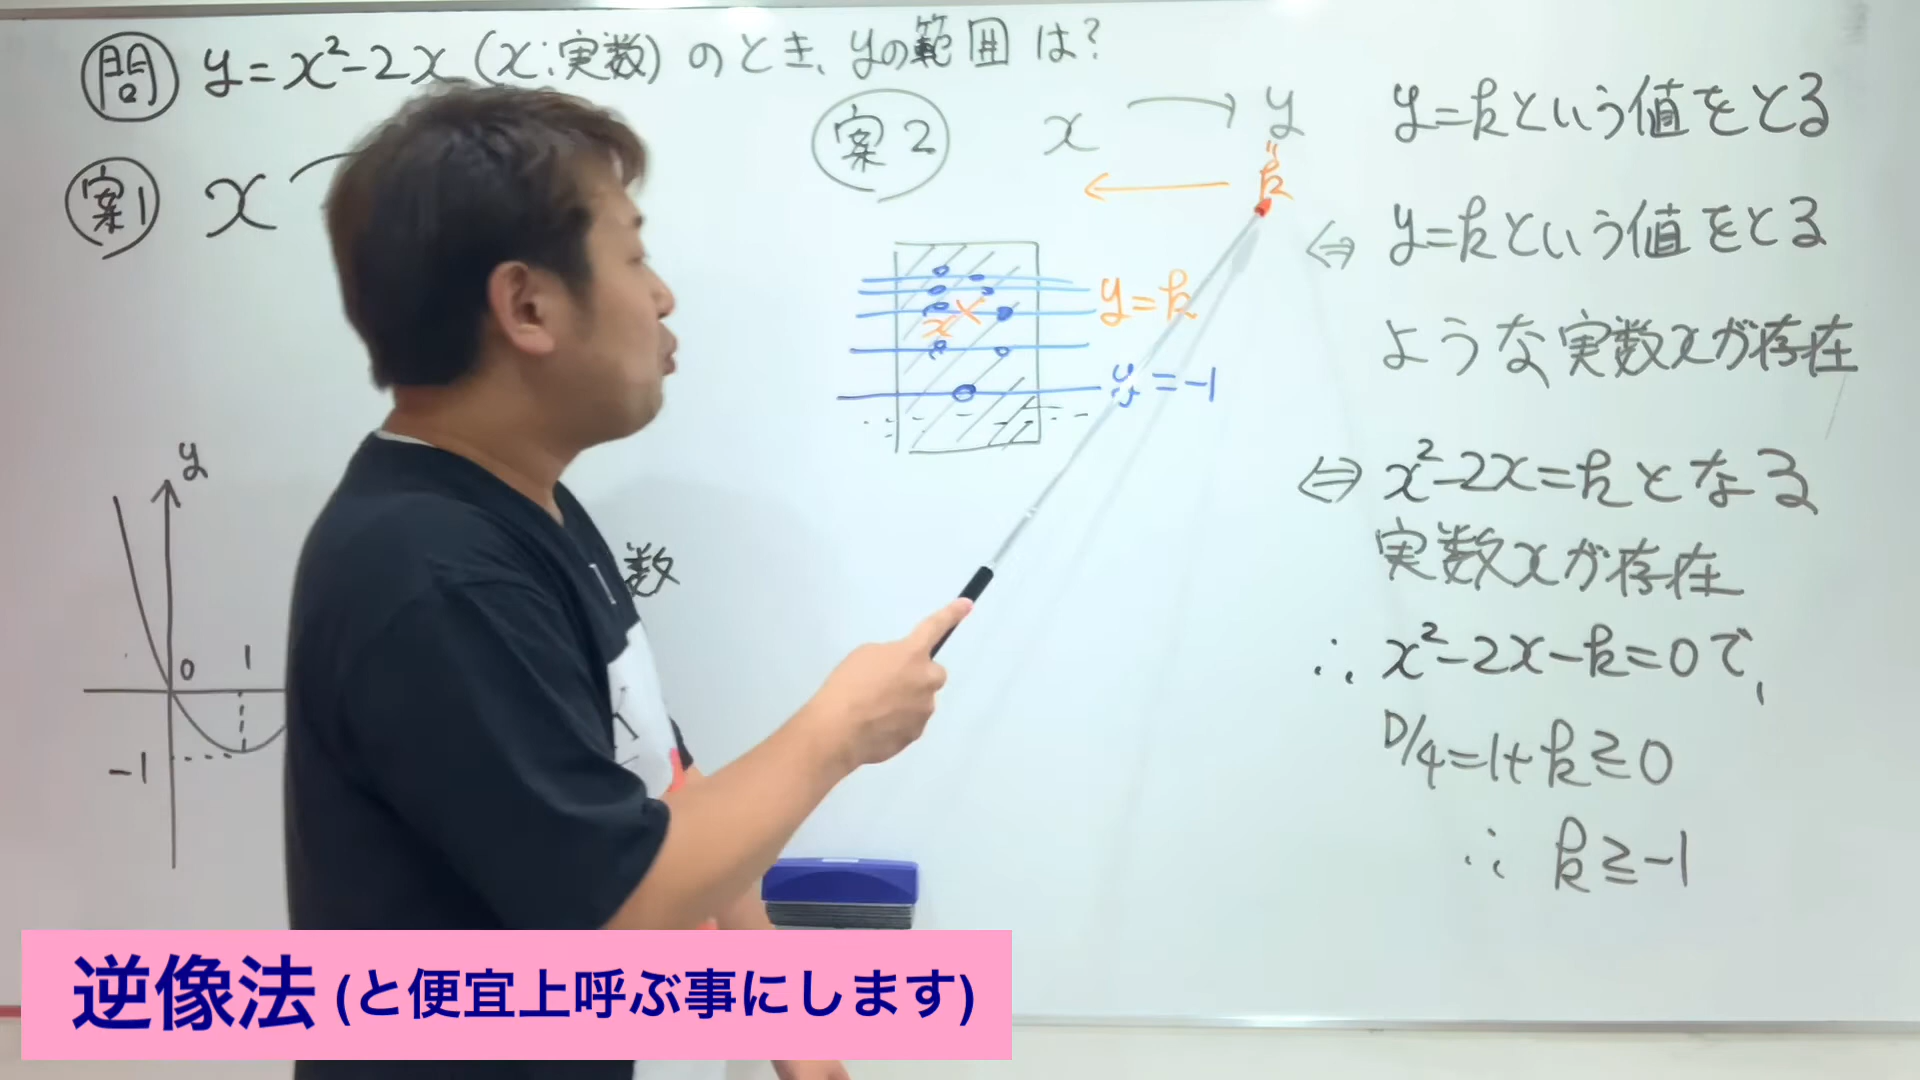 問 y=x²-2x (x:実数) のとき、yの範囲は?
案1 x
y
0 1
-1
数
案2 x → y
=
k
x
y=k
y=-1
y=kという値をとる
⇔ y=kという値をとる
ような実数xが存在
⇔ x²-2x=kとなる
実数xが存在
∴ x²-2x-k=0で、
D/4=1+k≧0
∴ k≧-1
K
逆像法 (と便宜上呼ぶ事にします)